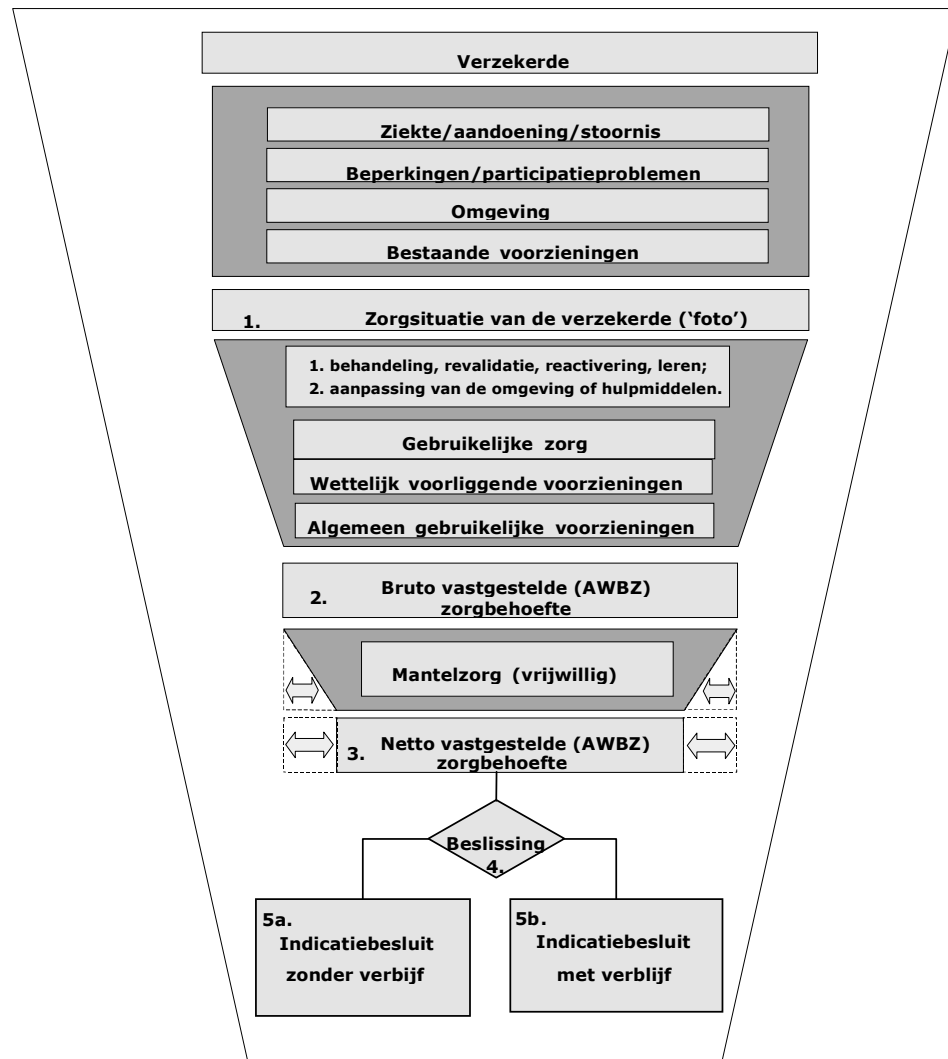 Verzekerde
Ziekte/aandoening/stoornis
Beperkingen/participatieproblemen
Omgeving
Bestaande voorzieningen
1. Zorgsituatie van de verzekerde (‘foto’)
1. behandeling, revalidatie, reactivering, leren;
2. aanpassing van de omgeving of hulpmiddelen.
Gebruikelijke zorg
Wettelijk voorliggende voorzieningen
Algemeen gebruikelijke voorzieningen
2. Bruto vastgestelde (AWBZ)
zorgbehoefte
Mantelzorg (vrijwillig)
3. Netto vastgestelde (AWBZ)
zorgbehoefte
Beslissing
4.
5a.
Indicatiebesluit
zonder verbijf
5b.
Indicatiebesluit
met verblijf